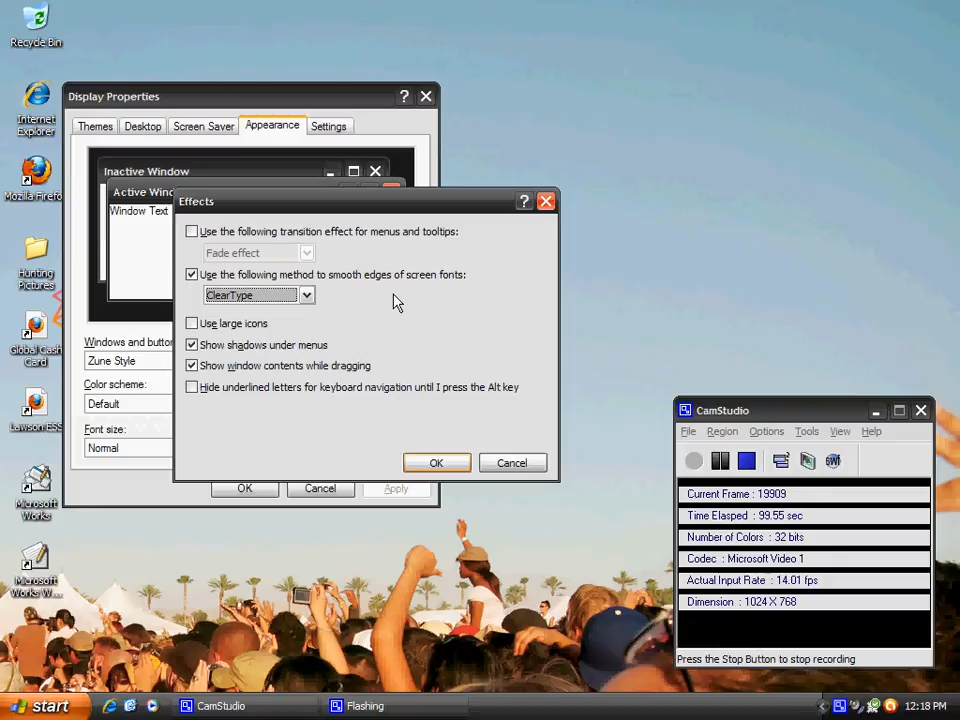 Recycle Bin
Internet
Explorer
Mozilla Firefox
Hunting
Pictures
Global Cash
Card
Lawson ESS
Microsoft
Works
Microsoft
Works W...
Display Properties
?
Themes
Desktop
Screen Saver
Appearance
Settings
Inactive Window
Active Wind
Window Text
Windows and button
Zune Style
Color scheme:
Default
Font size:
Normal
OK
Cancel
Apply
Effects
?
Use the following transition effect for menus and tooltips:
Fade effect
Use the following method to smooth edges of screen fonts:
ClearType
Use large icons
Show shadows under menus
Show window contents while dragging
Hide underlined letters for keyboard navigation until I press the Alt key
OK
Cancel
CamStudio
File Region Options Tools View Help
SWF
Current Frame : 19909
Time Elasped : 99.55 sec
Number of Colors : 32 bits
Codec : Microsoft Video 1
Actual Input Rate : 14.01 fps
Dimension : 1024 X 768
Press the Stop Button to stop recording
start
CamStudio
Flashing
12:18 PM